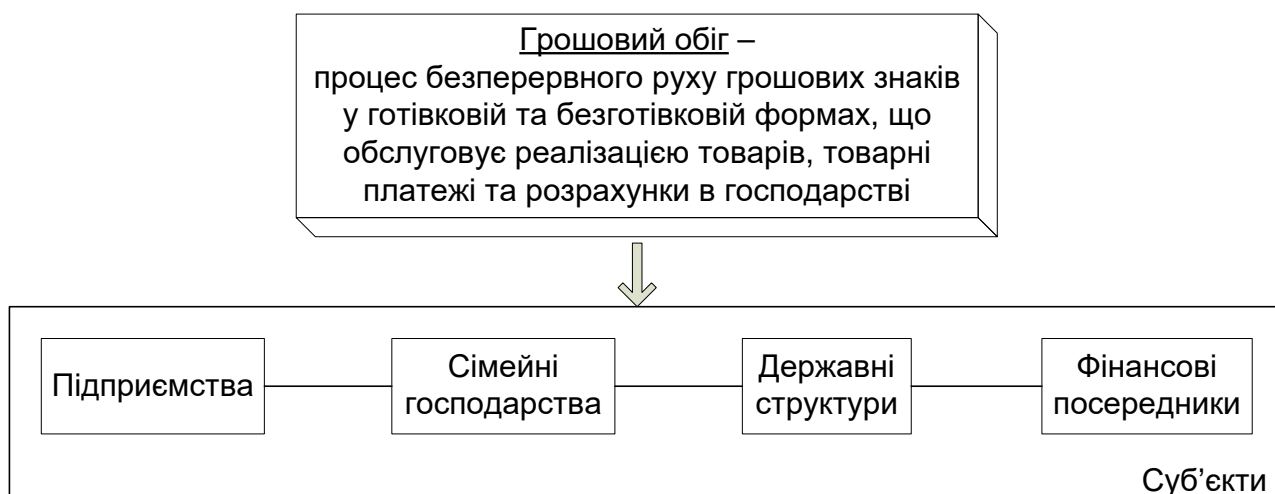 Грошовий обіг –
процес безперервного руху грошових знаків
у готівковій та безготівковій формах, що
обслуговує реалізацією товарів, товарні
платежі та розрахунки в господарстві
Підприємства
Сімейні
господарства
Державні
структури
Фінансові
посередники
Суб’єкти